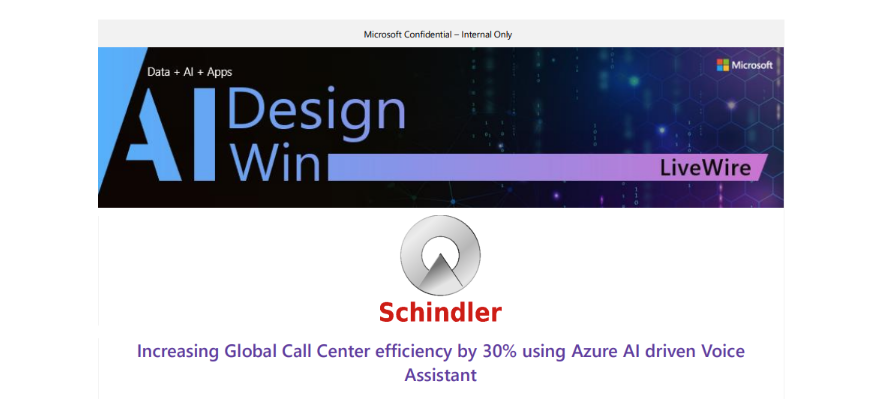 Microsoft Confidential – Internal Only
Data + AI + Apps
Microsoft
AI Design
Win
LiveWire
Schindler
Increasing Global Call Center efficiency by 30% using Azure AI driven Voice
Assistant